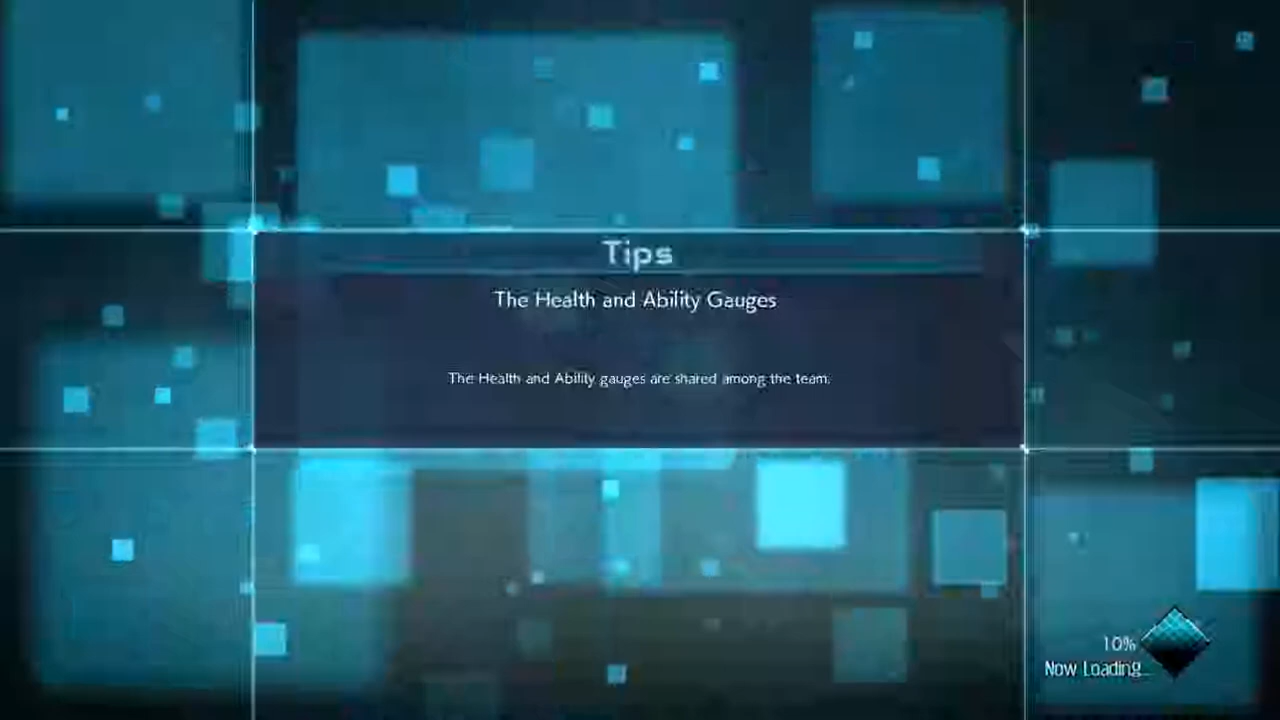 Tips
The Health and Ability Gauges
The Health and Ability gauges are shared among the team.
10%
Now Loading...